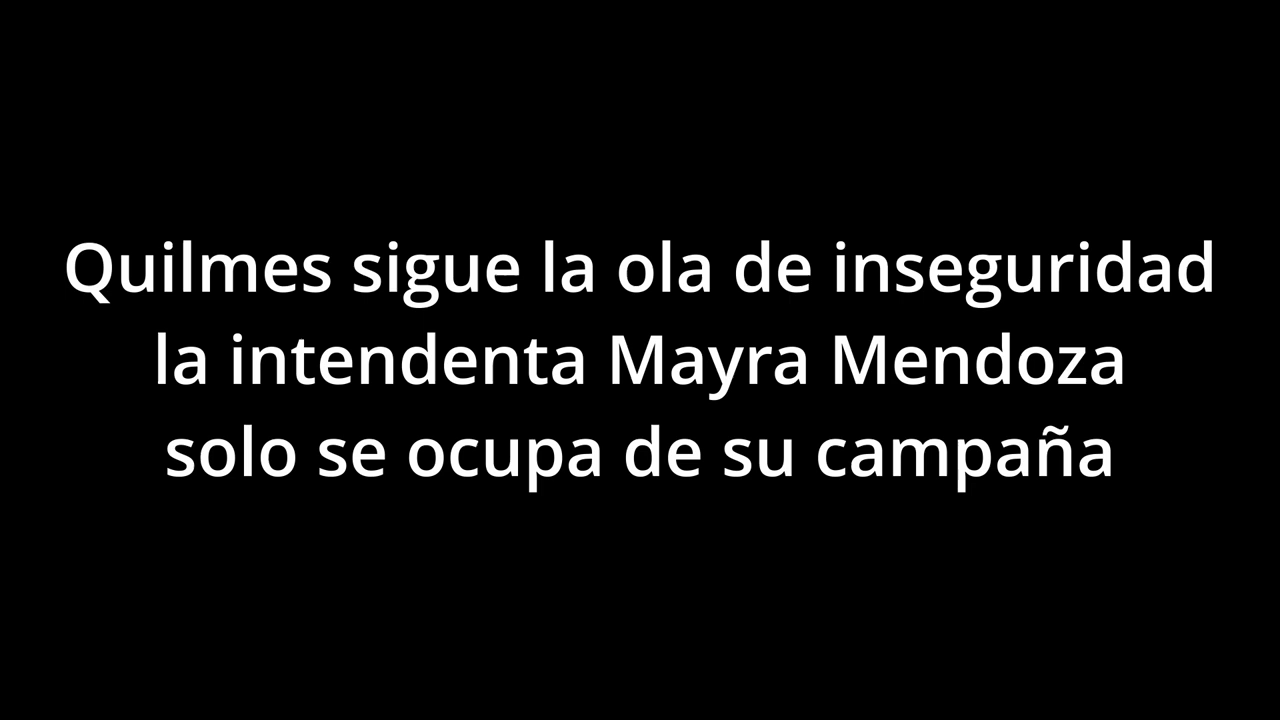 Quilmes sigue la ola de inseguridad
la intendenta Mayra Mendoza
solo se ocupa de su campaña